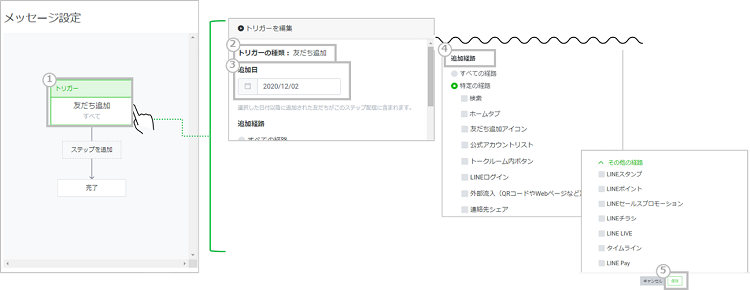 メッセージ設定
①
トリガー
友だち追加
すべて
ステップを追加
完了
トリガーを編集
②
トリガーの種類： 友だち追加
③
追加日
2020/12/02
選択した日付以降に追加された友だちがこのステップ配信に含まれます。
追加経路
すべての経路
④
追加経路
すべての経路
特定の経路
検索
ホームタブ
友だち追加アイコン
公式アカウントリスト
トークルーム内ボタン
LINEログイン
外部流入（QRコードやWebページなど）
連絡先シェア
その他の経路
LINEスタンプ
LINEポイント
LINEセールスプロモーション
LINEチラシ
LINE LIVE
タイムライン
LINE Pay
⑤
キャンセル
保存